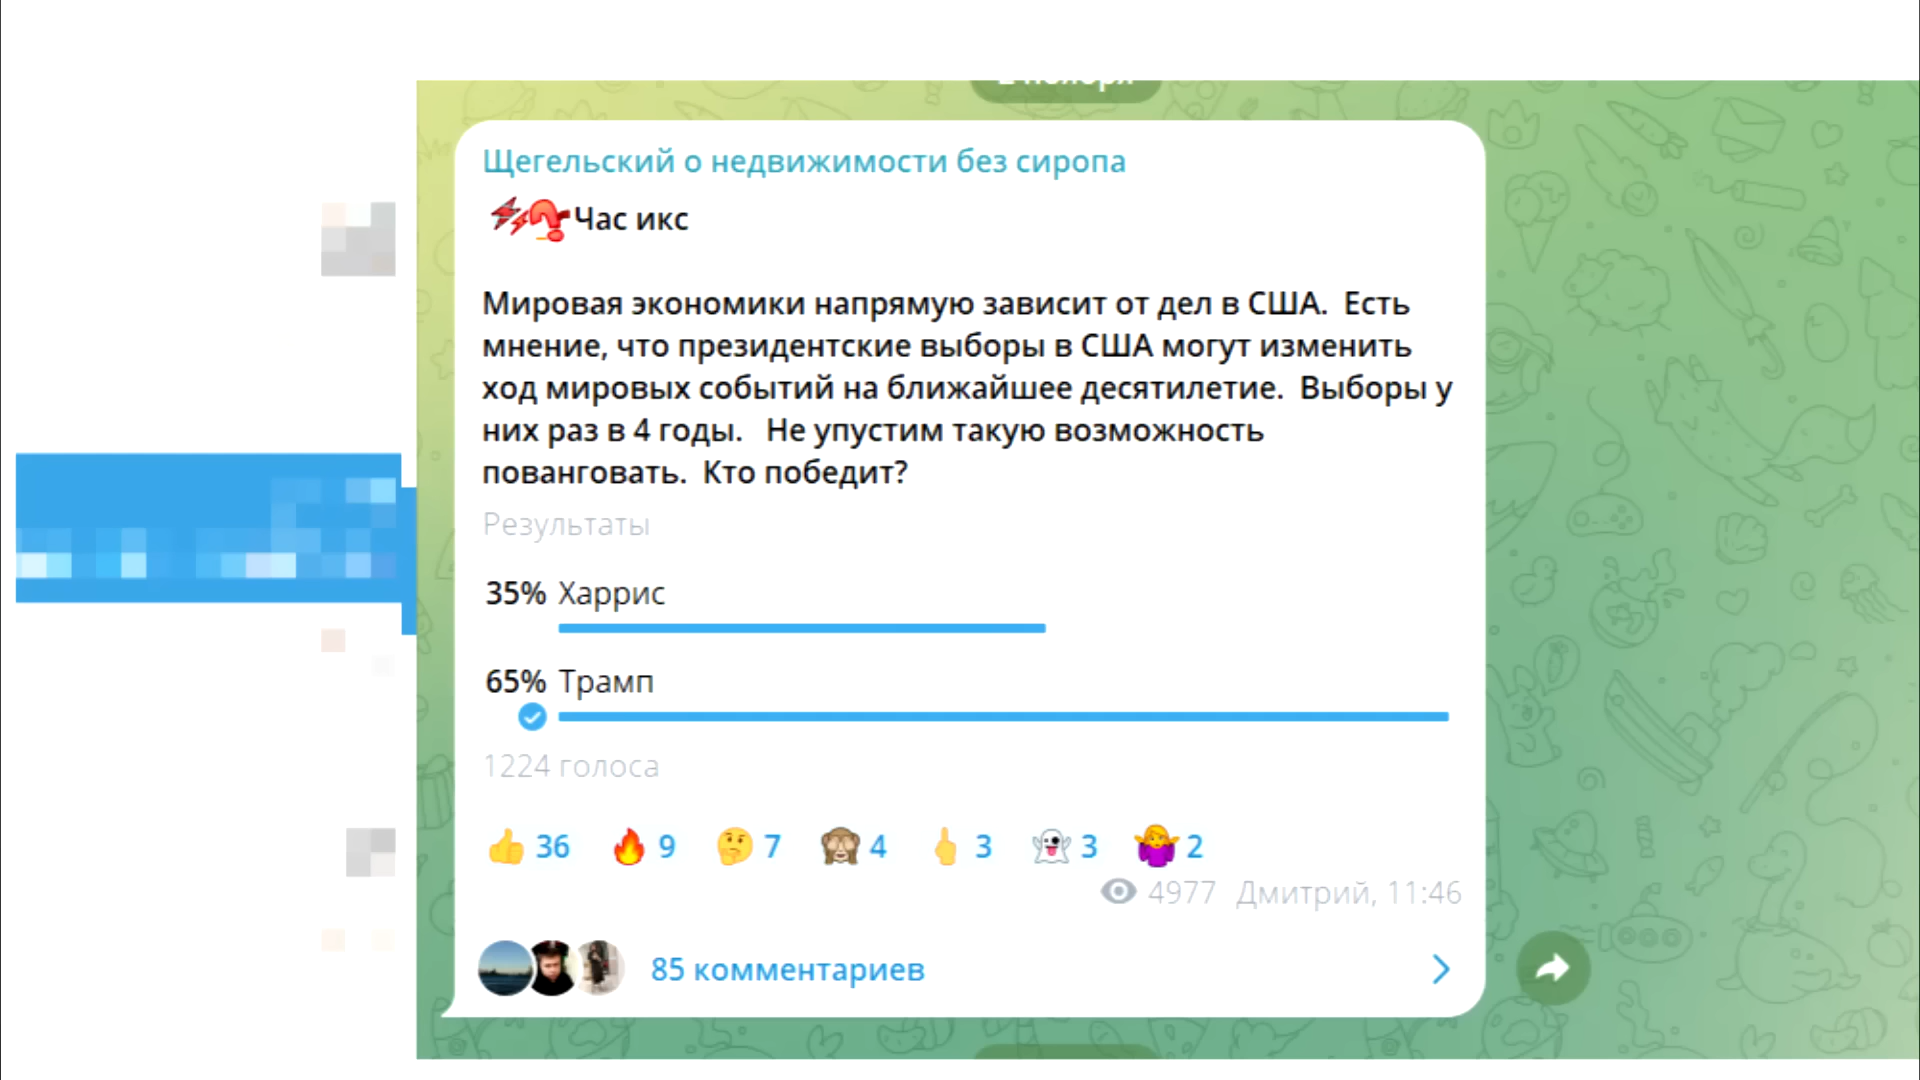 2 ноября
Щегельский о недвижимости без сиропа
Час икс
Мировая экономики напрямую зависит от дел в США. Есть
мнение, что президентские выборы в США могут изменить
ход мировых событий на ближайшее десятилетие. Выборы у
них раз в 4 годы. Не упустим такую возможность
пованговать. Кто победит?
Результаты
35% Харрис
65% Трамп
1224 голоса
36 9 7 4 3 3 2
4977 Дмитрий, 11:46
85 комментариев